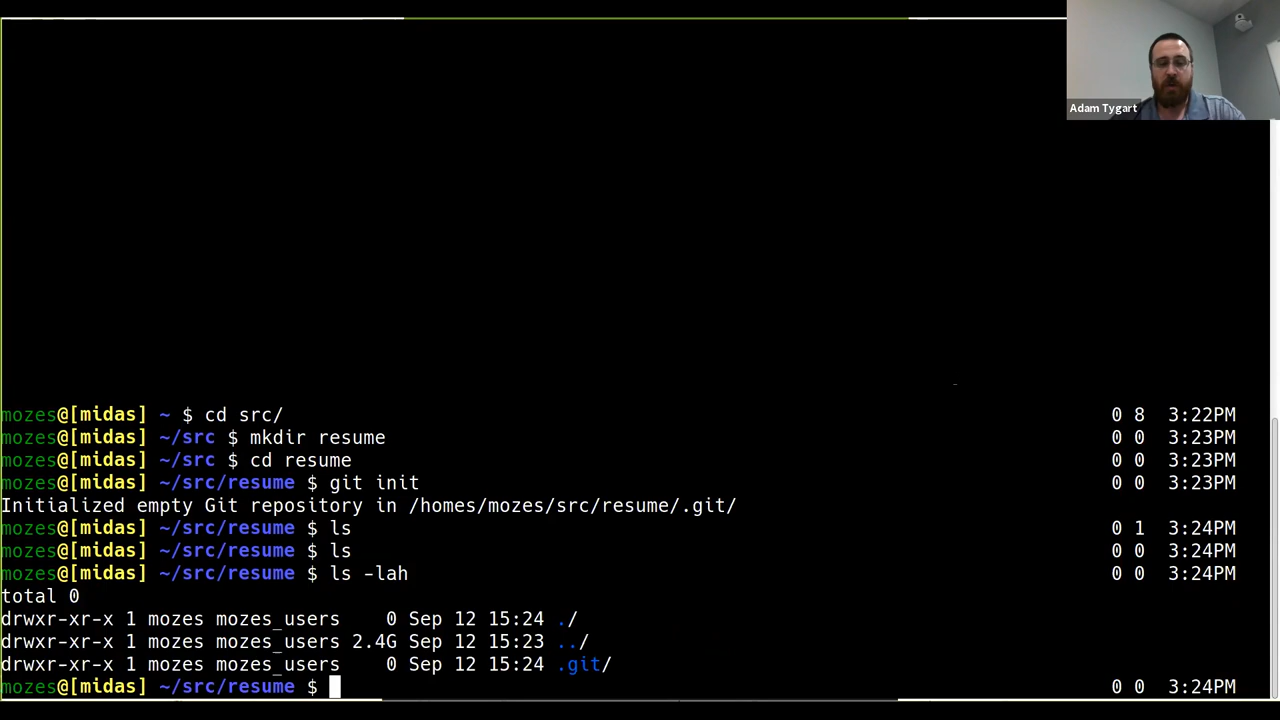 Adam Tygart
mozes@[midas] ~ $ cd src/ 0 8 3:22PM
mozes@[midas] ~/src $ mkdir resume 0 0 3:23PM
mozes@[midas] ~/src $ cd resume 0 0 3:23PM
mozes@[midas] ~/src/resume $ git init 0 0 3:23PM
Initialized empty Git repository in /homes/mozes/src/resume/.git/
mozes@[midas] ~/src/resume $ ls 0 1 3:24PM
mozes@[midas] ~/src/resume $ ls 0 0 3:24PM
mozes@[midas] ~/src/resume $ ls -lah 0 0 3:24PM
total 0
drwxr-xr-x 1 mozes mozes_users    0 Sep 12 15:24 ./
drwxr-xr-x 1 mozes mozes_users 2.4G Sep 12 15:23 ../
drwxr-xr-x 1 mozes mozes_users    0 Sep 12 15:24 .git/
mozes@[midas] ~/src/resume $ 0 0 3:24PM